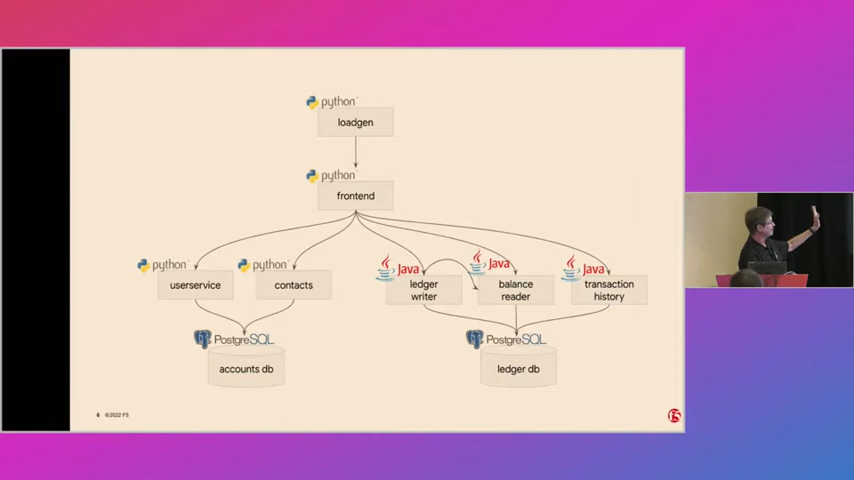 python
loadgen
python
frontend
python
python
Java
Java
Java
userservice
contacts
ledger
writer
balance
reader
transaction
history
PostgreSQL
PostgreSQL
accounts db
ledger db
6 ©2022 F5